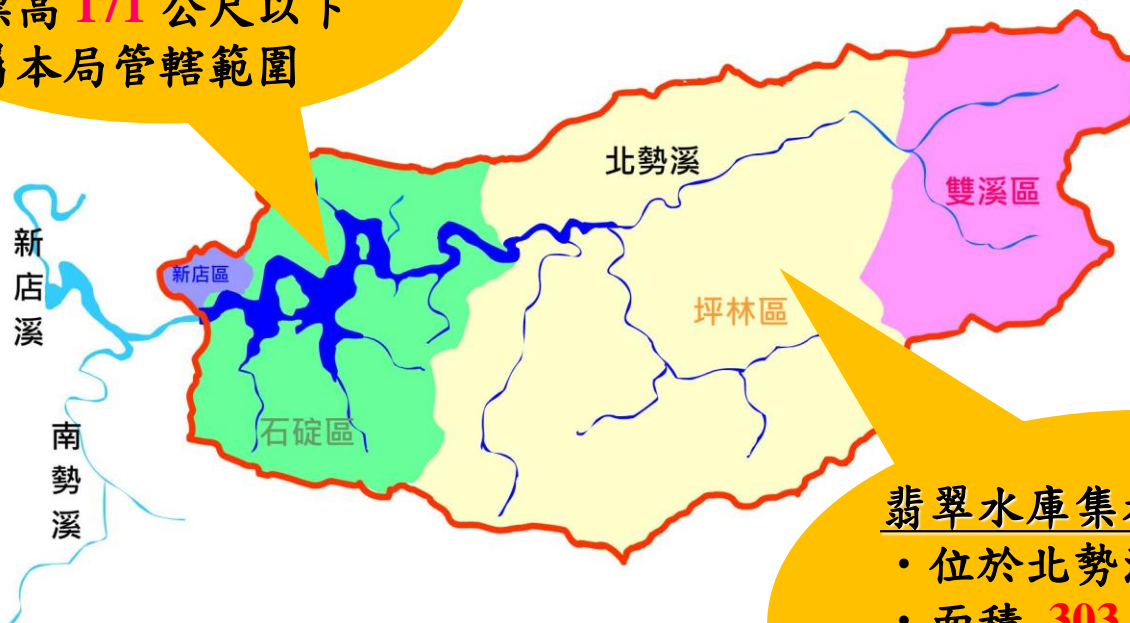 標高 171 公尺以下
屬本局管轄範圍
北勢溪
雙溪區
新店區
新店溪
坪林區
石碇區
南勢溪
翡翠水庫集
・位於北勢
・面積 303